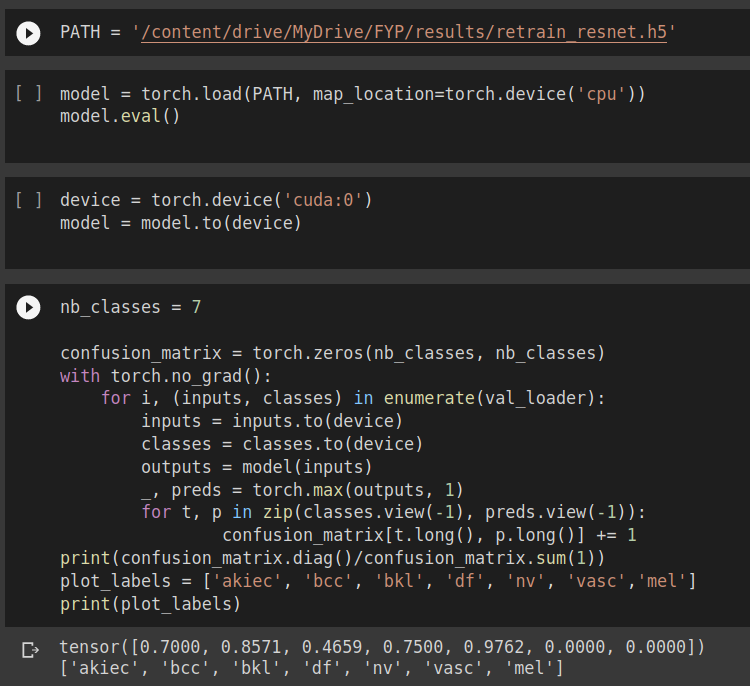 PATH = '/content/drive/MyDrive/FYP/results/retrain_resnet.h5'
[ ] model = torch.load(PATH, map_location=torch.device('cpu'))
model.eval()
[ ] device = torch.device('cuda:0')
model = model.to(device)
nb_classes = 7
confusion_matrix = torch.zeros(nb_classes, nb_classes)
with torch.no_grad():
    for i, (inputs, classes) in enumerate(val_loader):
        inputs = inputs.to(device)
        classes = classes.to(device)
        outputs = model(inputs)
        _, preds = torch.max(outputs, 1)
        for t, p in zip(classes.view(-1), preds.view(-1)):
                confusion_matrix[t.long(), p.long()] += 1
print(confusion_matrix.diag()/confusion_matrix.sum(1))
plot_labels = ['akiec', 'bcc', 'bkl', 'df', 'nv', 'vasc','mel']
print(plot_labels)
tensor([0.7000, 0.8571, 0.4659, 0.7500, 0.9762, 0.0000, 0.0000])
['akiec', 'bcc', 'bkl', 'df', 'nv', 'vasc', 'mel']